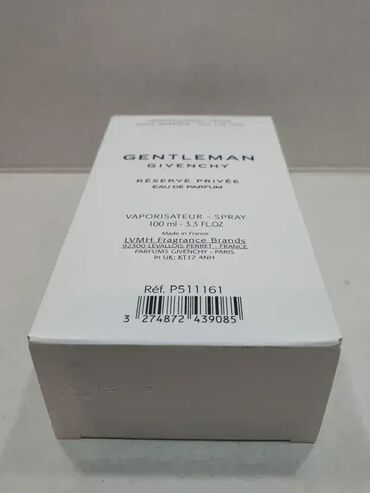 GENTLEMAN
GIVENCHY
RÉSERVE PRIVÉE
EAU DE PARFUM
VAPORISATEUR - SPRAY
100 ml - 3.3 FL.OZ
Made in France
LVMH Fragrance Brands
92300 LEVALLOIS PERRET - FRANCE
PARFUMS GIVENCHY - PARIS
In UK: KT12 4NH
Réf. P511161
3 274872 439085